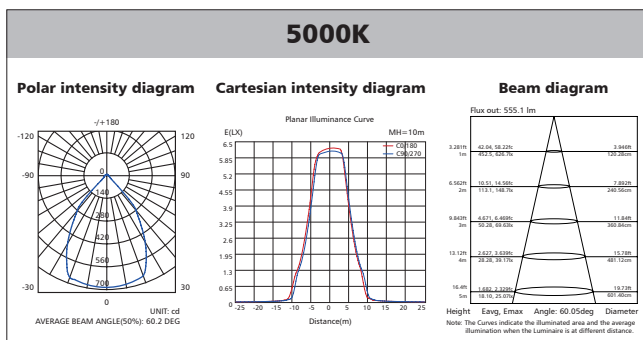 5000K
Polar intensity diagram
-/+180
-120
120
-90
90
0
140
280
420
560
700
-30
30
0
UNIT: cd
AVERAGE BEAM ANGLE(50%): 60.2 DEG
Cartesian intensity diagram
Planar Illuminance Curve
E(LX)
MH=10m
C0/180
C90/270
6.5
5.85
5.2
4.55
3.9
3.25
2.6
1.95
1.3
0.65
0
-25 -20 -15 -10 -5 0 5 10 15 20 25
Distance(m)
Beam diagram
Flux out: 555.1 lm
3.281ft 42.04, 58.22fc 3.946ft
1m 452.5, 626.7lx 120.28cm
6.562ft 10.51, 14.56fc 7.892ft
2m 113.1, 148.7lx 240.56cm
9.843ft 4.671, 6.469fc 11.84ft
3m 50.28, 69.63lx 360.84cm
13.12ft 2.627, 3.639fc 15.78ft
4m 28.28, 39.17lx 481.12cm
16.4ft 1.682, 2.329fc 19.73ft
5m 18.10, 25.07lx 601.40cm
Height Eavg, Emax Angle: 60.05deg Diameter
Note: The Curves indicate the illuminated area and the average
illumination when the Luminaire is at different distance.